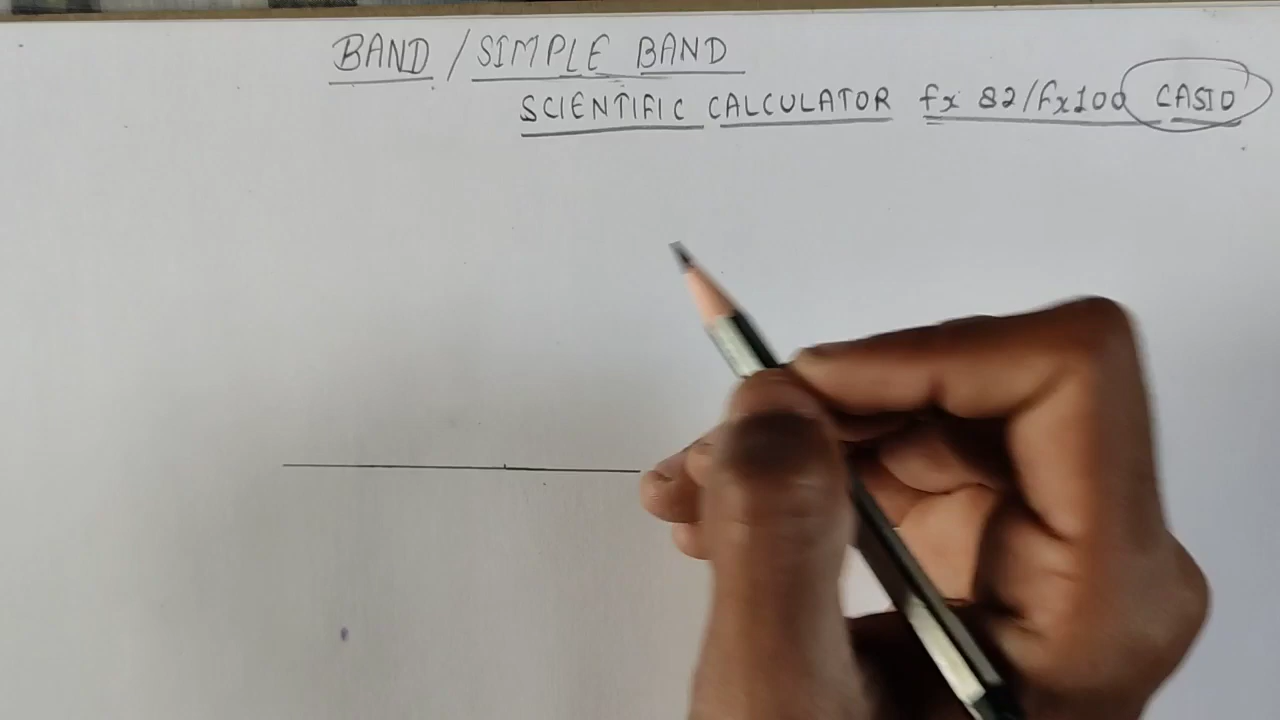 BAND / SIMPLE BAND
SCIENTIFIC CALCULATOR fx 82/fx100 CASIO